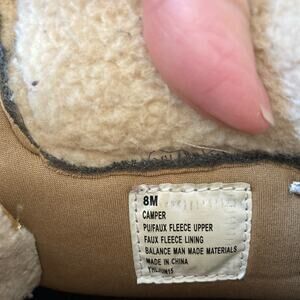 8M
CAMPER
PU/FAUX FLEECE UPPER
FAUX FLEECE LINING
BALANCE MAN MADE MATERIALS
MADE IN CHINA